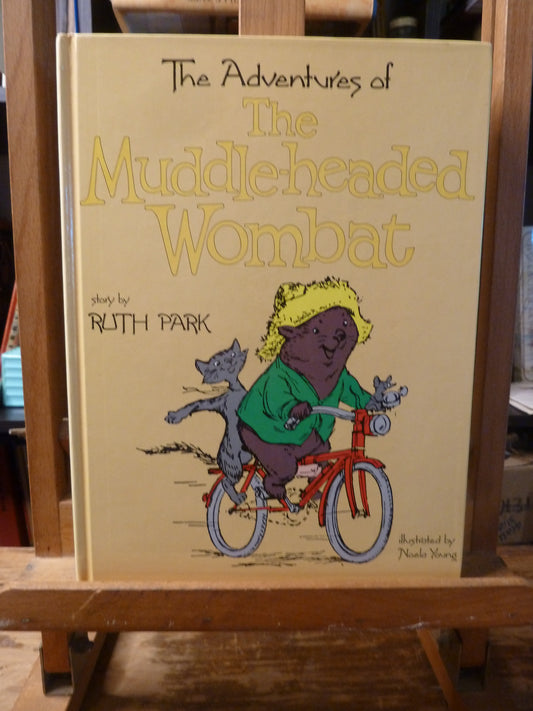 The Adventures of
The
Muddle-headed
Wombat
story by
RUTH PARK
illustrated by
Noela Young